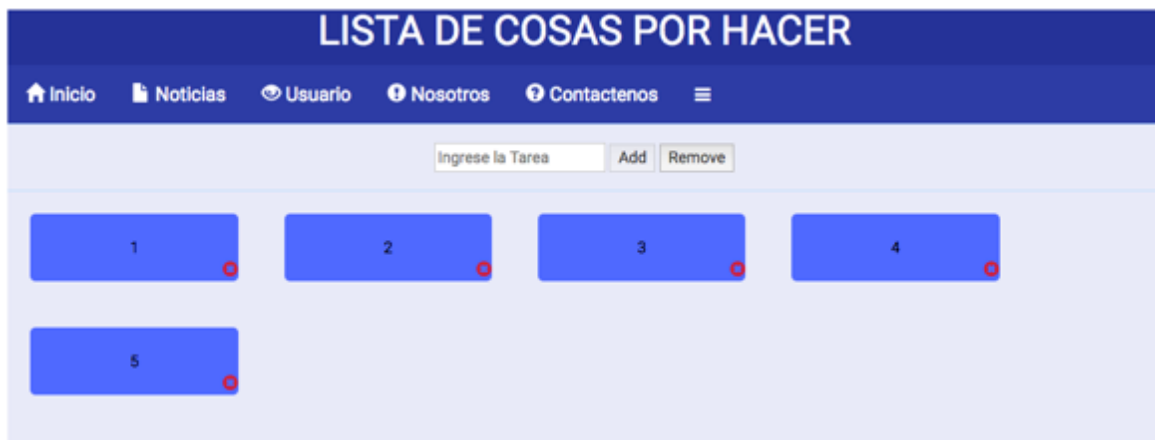 LISTA DE COSAS POR HACER
Inicio Noticias Usuario Nosotros Contactenos
Ingrese la Tarea Add Remove
1 2 3 4
5